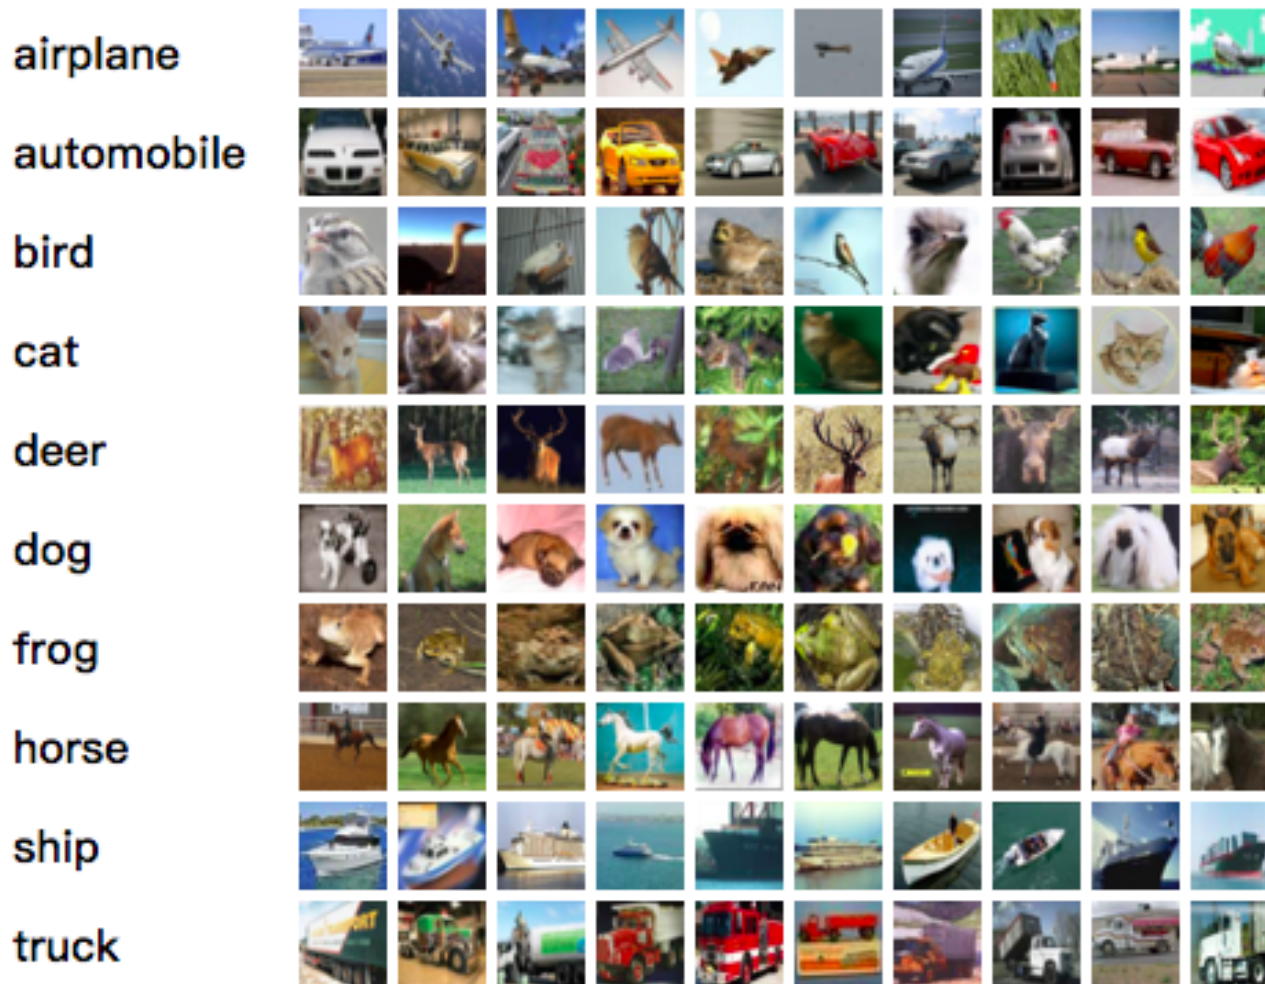 airplane
automobile
bird
cat
deer
dog
frog
horse
ship
truck